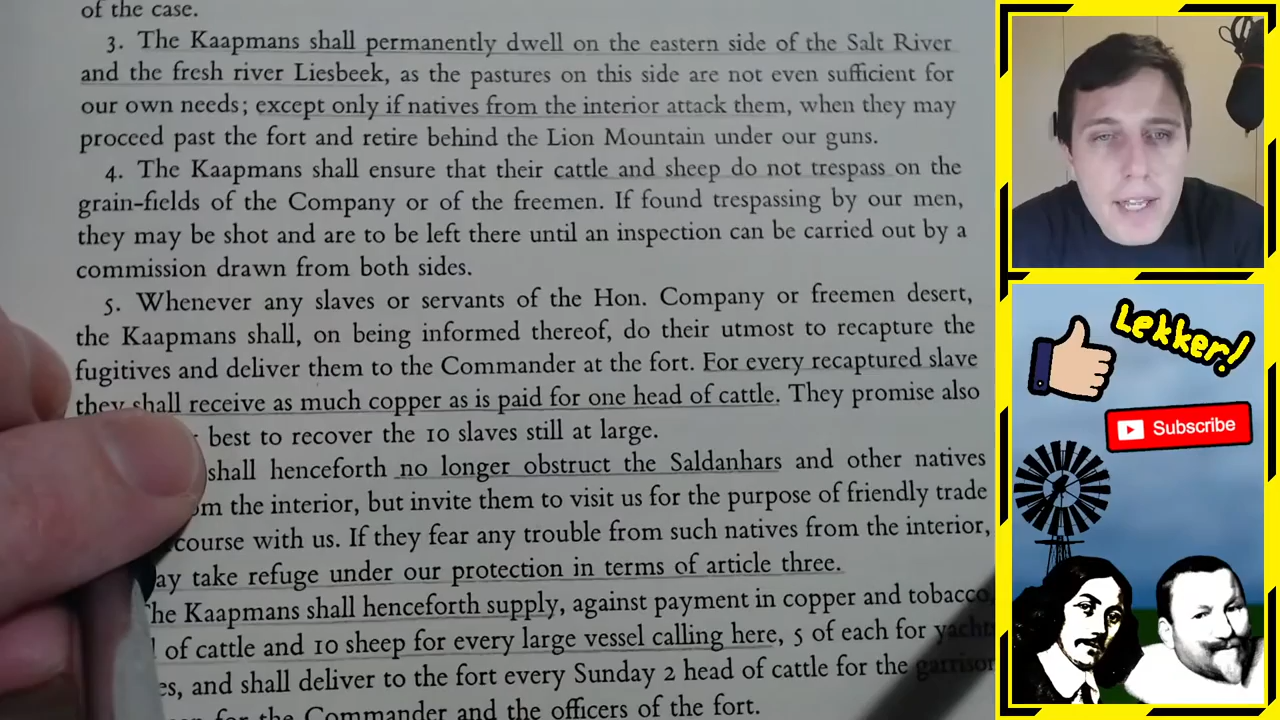 of the case.
3. The Kaapmans shall permanently dwell on the eastern side of the Salt River
and the fresh river Liesbeek, as the pastures on this side are not even sufficient for
our own needs; except only if natives from the interior attack them, when they may
proceed past the fort and retire behind the Lion Mountain under our guns.
4. The Kaapmans shall ensure that their cattle and sheep do not trespass on the
grain-fields of the Company or of the freemen. If found trespassing by our men,
they may be shot and are to be left there until an inspection can be carried out by a
commission drawn from both sides.
5. Whenever any slaves or servants of the Hon. Company or freemen desert,
the Kaapmans shall, on being informed thereof, do their utmost to recapture the
fugitives and deliver them to the Commander at the fort. For every recaptured slave
they shall receive as much copper as is paid for one head of cattle. They promise also
best to recover the 10 slaves still at large.
shall henceforth no longer obstruct the Saldanhars and other natives
the interior, but invite them to visit us for the purpose of friendly trade
with us. If they fear any trouble from such natives from the interior,
take refuge under our protection in terms of article three.
Kaapmans shall henceforth supply, against payment in copper and tobacco,
of cattle and 10 sheep for every large vessel calling here, 5 of each for yachts
and shall deliver to the fort every Sunday 2 head of cattle for the garrison
for the Commander and the officers of the fort.
Lekker!
Subscribe